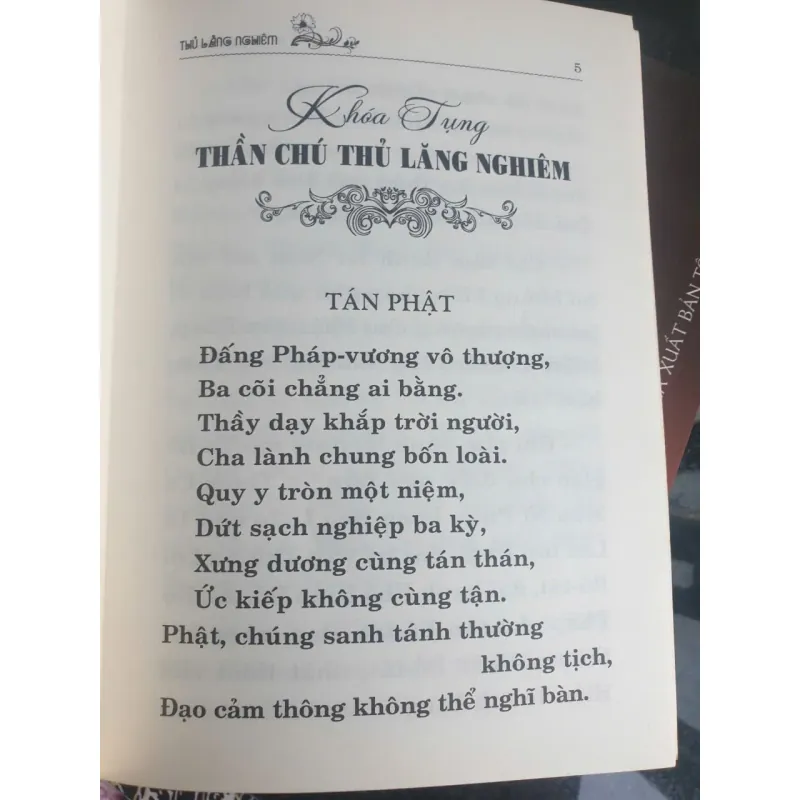 THỦ LĂNG NGHIÊM
5
Khóa Tụng
THẦN CHÚ THỦ LĂNG NGHIÊM
TÁN PHẬT
Đấng Pháp-vương vô thượng,
Ba cõi chẳng ai bằng.
Thầy dạy khắp trời người,
Cha lành chung bốn loài.
Quy y tròn một niệm,
Dứt sạch nghiệp ba kỳ,
Xưng dương cùng tán thán,
Ức kiếp không cùng tận.
Phật, chúng sanh tánh thường
không tịch,
Đạo cảm thông không thể nghĩ bàn.
XUẤT BẢN